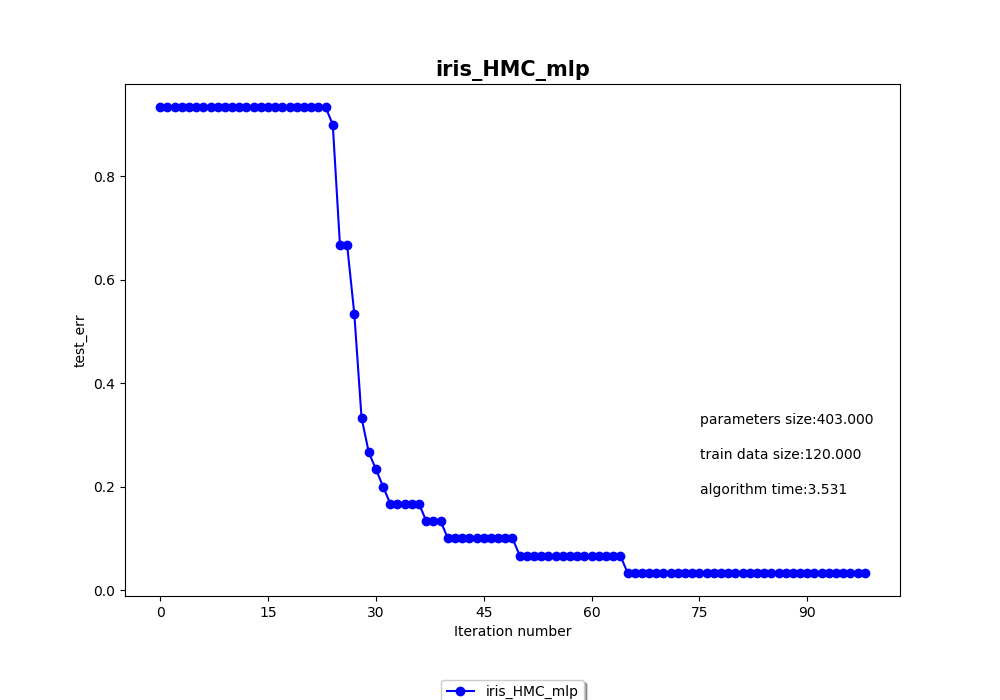 iris_HMC_mlp
0.8
0.6
0.4
0.2
0.0
test_err
parameters size:403.000
train data size:120.000
algorithm time:3.531
0 15 30 45 60 75 90
Iteration number
iris_HMC_mlp